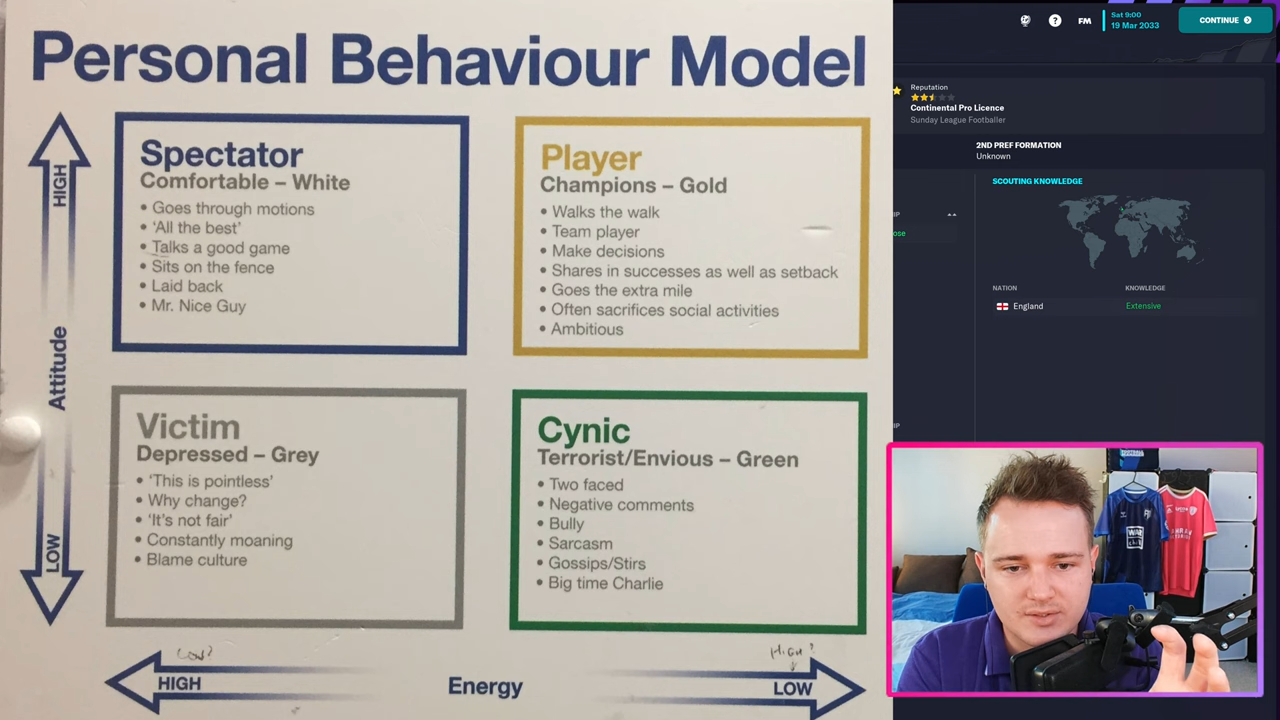 Personal Behaviour Model
HIGH
Attitude
LOW
Spectator
Comfortable – White
• Goes through motions
• ‘All the best’
• Talks a good game
• Sits on the fence
• Laid back
• Mr. Nice Guy
Player
Champions – Gold
• Walks the walk
• Team player
• Make decisions
• Shares in successes as well as setback
• Goes the extra mile
• Often sacrifices social activities
• Ambitious
Victim
Depressed – Grey
• ‘This is pointless’
• Why change?
• ‘It's not fair’
• Constantly moaning
• Blame culture
Cynic
Terrorist/Envious – Green
• Two faced
• Negative comments
• Bully
• Sarcasm
• Gossips/Stirs
• Big time Charlie
Low?
High?
HIGH
Energy
LOW
FM
Sat 9:00
19 Mar 2033
CONTINUE
Reputation
Continental Pro Licence
Sunday League Footballer
2ND PREF FORMATION
Unknown
SCOUTING KNOWLEDGE
NATION
KNOWLEDGE
England
Extensive